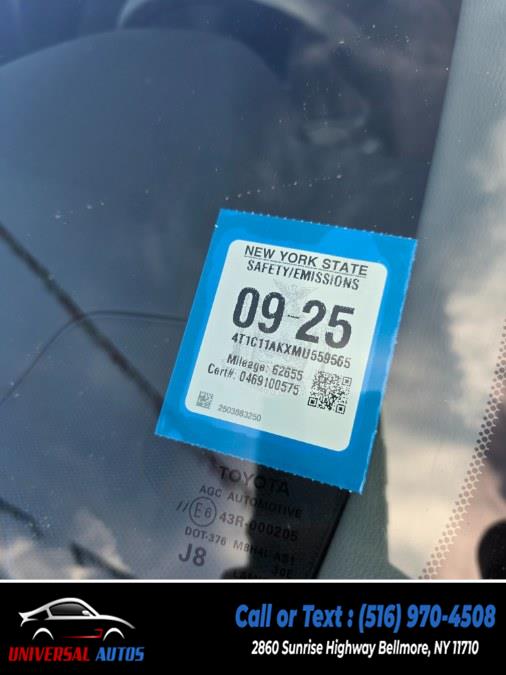 NEW YORK STATE
SAFETY/EMISSIONS
09-25
4T1C11AKXMU559565
Mileage: 62655
Cert#: 0469100575
2503883250
TOYOTA
AGC AUTOMOTIVE
E6 43R-000205
DOT-376 M8H4L AS1
J8
UNIVERSAL AUTOS
Call or Text : (516) 970-4508
2860 Sunrise Highway Bellmore, NY 11710